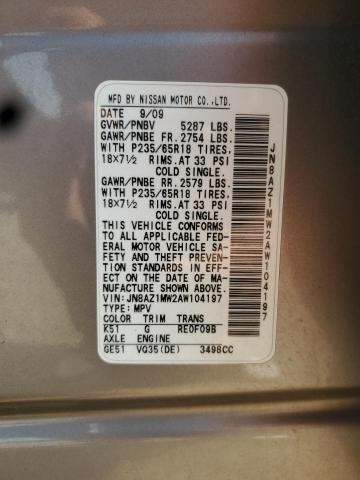 MFD BY NISSAN MOTOR CO.,LTD.
DATE 9/09
GVWR/PNBV 5287 LBS.
GAWR/PNBE FR.2754 LBS.
WITH P235/65R18 TIRES,
18×7½ RIMS.AT 33 PSI
COLD SINGLE.
GAWR/PNBE RR.2579 LBS.
WITH P235/65R18 TIRES,
18×7½ RIMS.AT 33 PSI
COLD SINGLE.
THIS VEHICLE CONFORMS
TO ALL APPLICABLE FED-
ERAL MOTOR VEHICLE SA-
FETY AND THEFT PREVEN-
TION STANDARDS IN EFF-
ECT ON THE DATE OF MA-
NUFACTURE SHOWN ABOVE.
VIN:JN8AZ1MW2AW104197
TYPE:MPV
COLOR TRIM TRANS
K51 G RE0F09B
AXLE ENGINE
GE51 VQ35(DE) 3498CC
JN8AZ1MW2AW104197